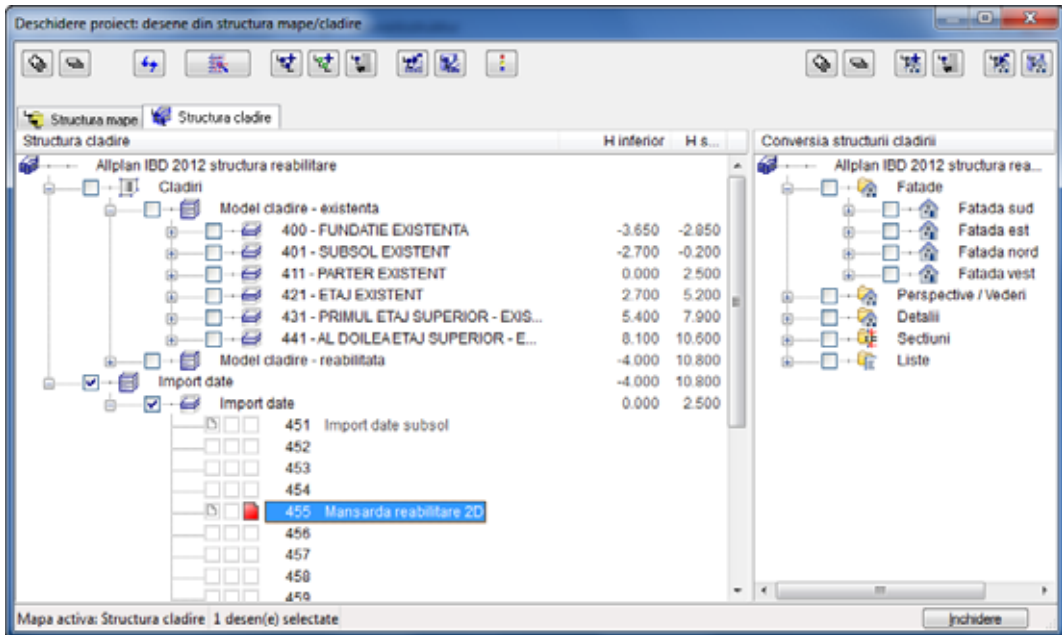 Deschidere proiect: desene din structura mape/cladire
Structura mape Structura cladire
Structura cladire H inferior H s... Conversia structurii cladirii
Allplan IBD 2012 structura reabilitare
Cladiri
Model cladire - existenta
400 - FUNDATIE EXISTENTA -3.650 -2.850
401 - SUBSOL EXISTENT -2.700 -0.200
411 - PARTER EXISTENT 0.000 2.500
421 - ETAJ EXISTENT 2.700 5.200
431 - PRIMUL ETAJ SUPERIOR - EXIS... 5.400 7.900
441 - AL DOILEA ETAJ SUPERIOR - E... 8.100 10.600
Model cladire - reabilitata -4.000 10.800
Import date -4.000 10.800
Import date 0.000 2.500
451 Import date subsol
452
453
454
455 Mansarda reabilitare 2D
456
457
458
459
Allplan IBD 2012 structura rea...
Fatade
Fatada sud
Fatada est
Fatada nord
Fatada vest
Perspective / Vederi
Detalii
Sectiuni
Liste
Mapa activa: Structura cladire 1 desen(e) selectate Inchidere